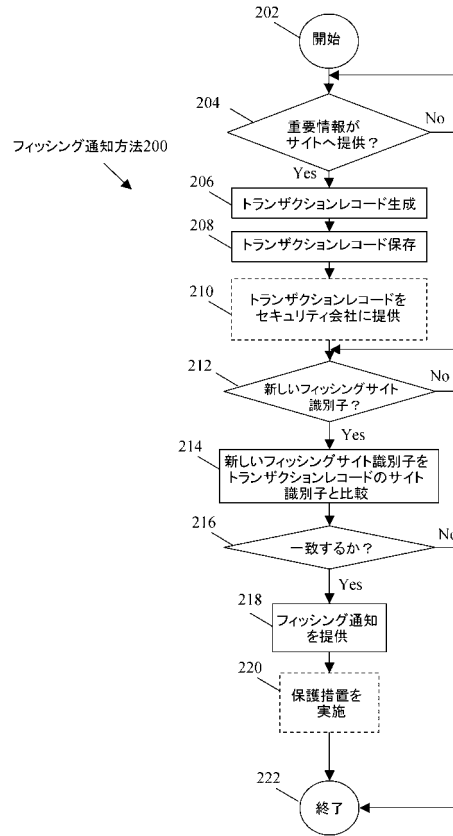 202
開始
204
重要情報が
サイトへ提供？
No
フィッシング通知方法200
Yes
206
トランザクションレコード生成
208
トランザクションレコード保存
210
トランザクションレコードを
セキュリティ会社に提供
212
新しいフィッシングサイト
識別子？
No
Yes
214
新しいフィッシングサイト識別子を
トランザクションレコードのサイト
識別子と比較
216
一致するか？
No
Yes
218
フィッシング通知
を提供
220
保護措置を
実施
222
終了